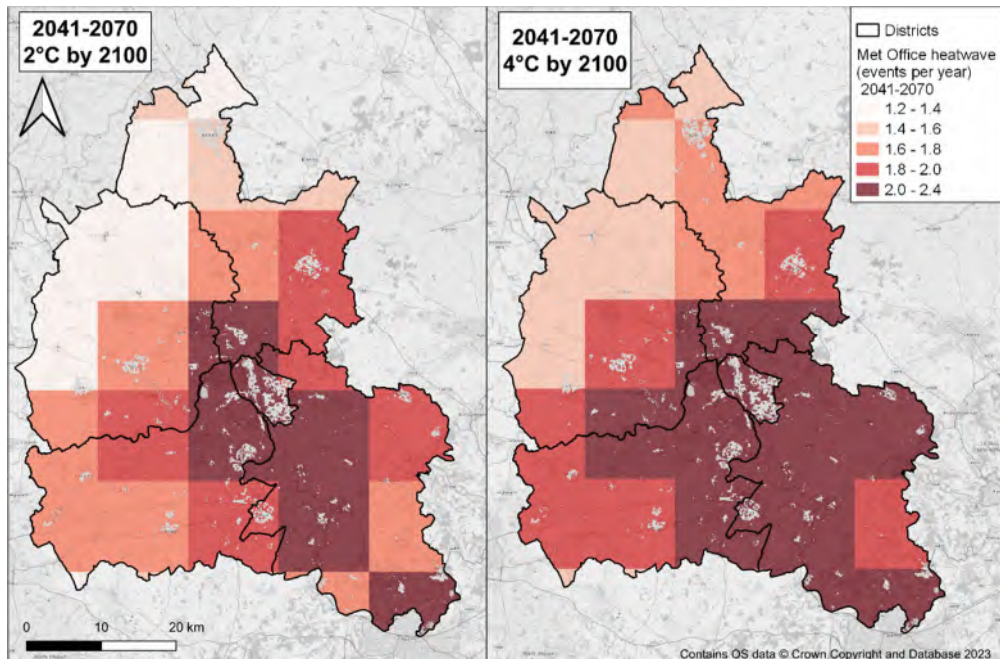 2041-2070
2°C by 2100
2041-2070
4°C by 2100
Districts
Met Office heatwave
(events per year)
2041-2070
1.2 - 1.4
1.4 - 1.6
1.6 - 1.8
1.8 - 2.0
2.0 - 2.4
0 10 20 km
Contains OS data © Crown Copyright and Database 2023